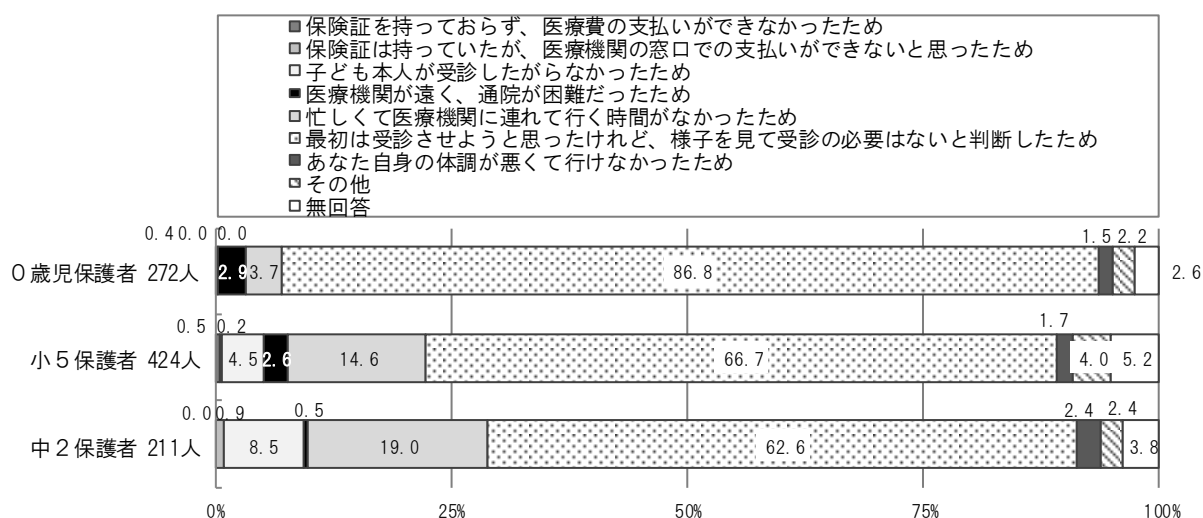 保険証を持っておらず、医療費の支払いができなかったため
保険証は持っていたが、医療機関の窓口での支払いができないと思ったため
子ども本人が受診したがらなかったため
医療機関が遠く、通院が困難だったため
忙しくて医療機関に連れて行く時間がなかったため
最初は受診させようと思ったけれど、様子を見て受診の必要はないと判断したため
あなた自身の体調が悪くて行けなかったため
その他
無回答
0.4 0.0 0.0 1.5 2.2
０歳児保護者 272人 2.9 3.7 86.8 2.6
0.5 0.2 1.7
小５保護者 424人 4.5 2.6 14.6 66.7 4.0 5.2
0.0 0.9 0.5 2.4 2.4
中２保護者 211人 8.5 19.0 62.6 3.8
0% 25% 50% 75% 100%